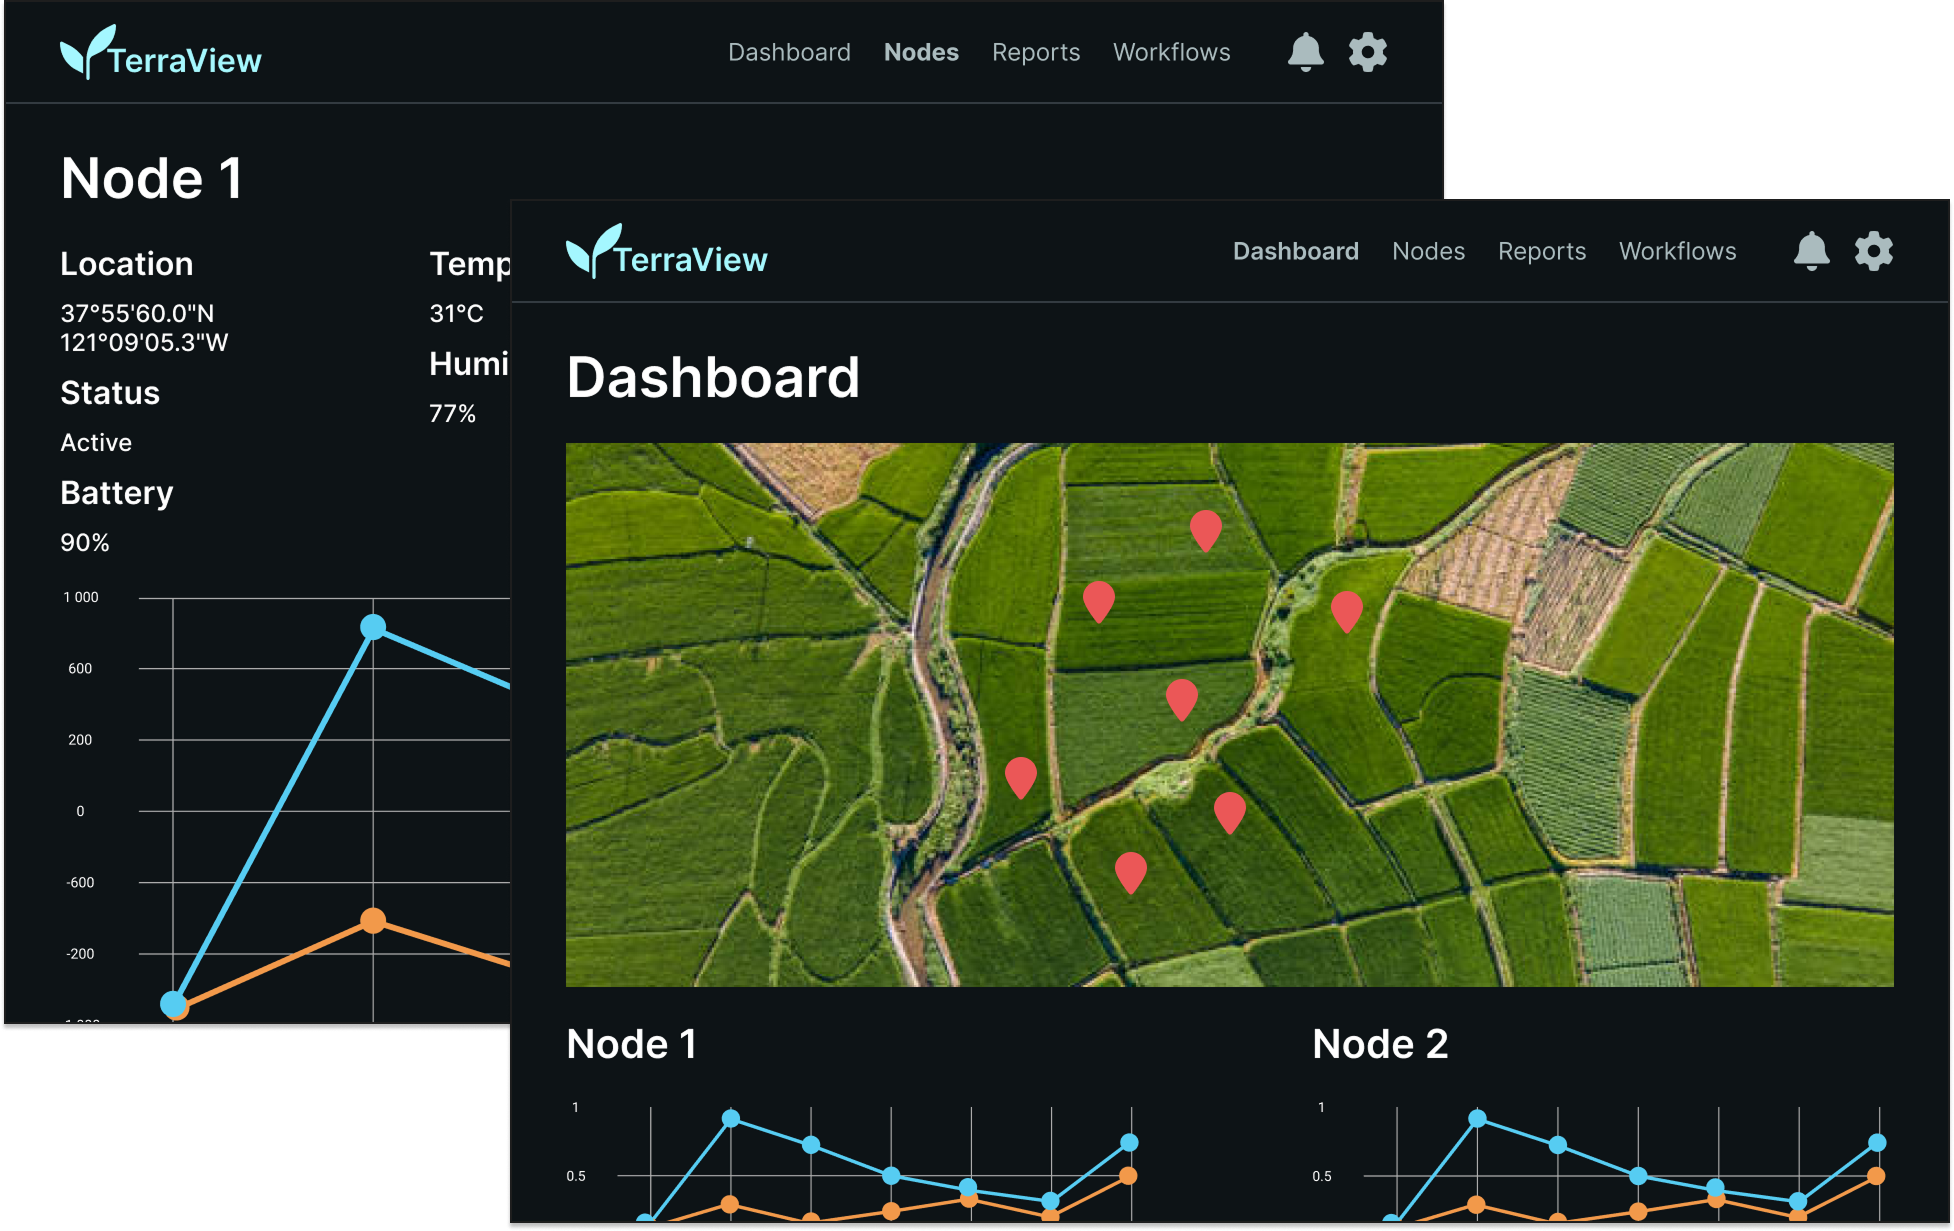 TerraView
Dashboard Nodes Reports Workflows
Node 1
Location
37°55'60.0"N
121°09'05.3"W
Status
Active
Battery
90%
Temp
31°C
Humi
77%
1 000
600
200
0
-600
-200
TerraView
Dashboard Nodes Reports Workflows
Dashboard
Node 1
1
0.5
Node 2
1
0.5